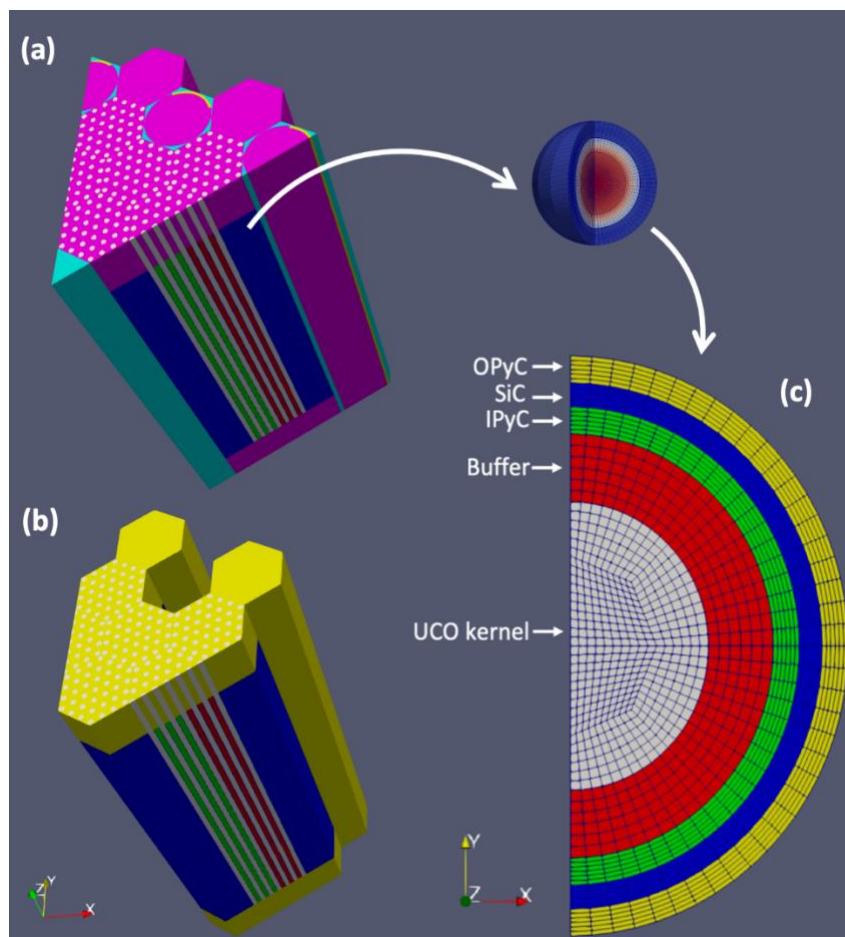 (a)
OPyC
SiC
(c)
IPyC
Buffer
(b)
UCO kernel
Y
Z
X
Z
Y
X